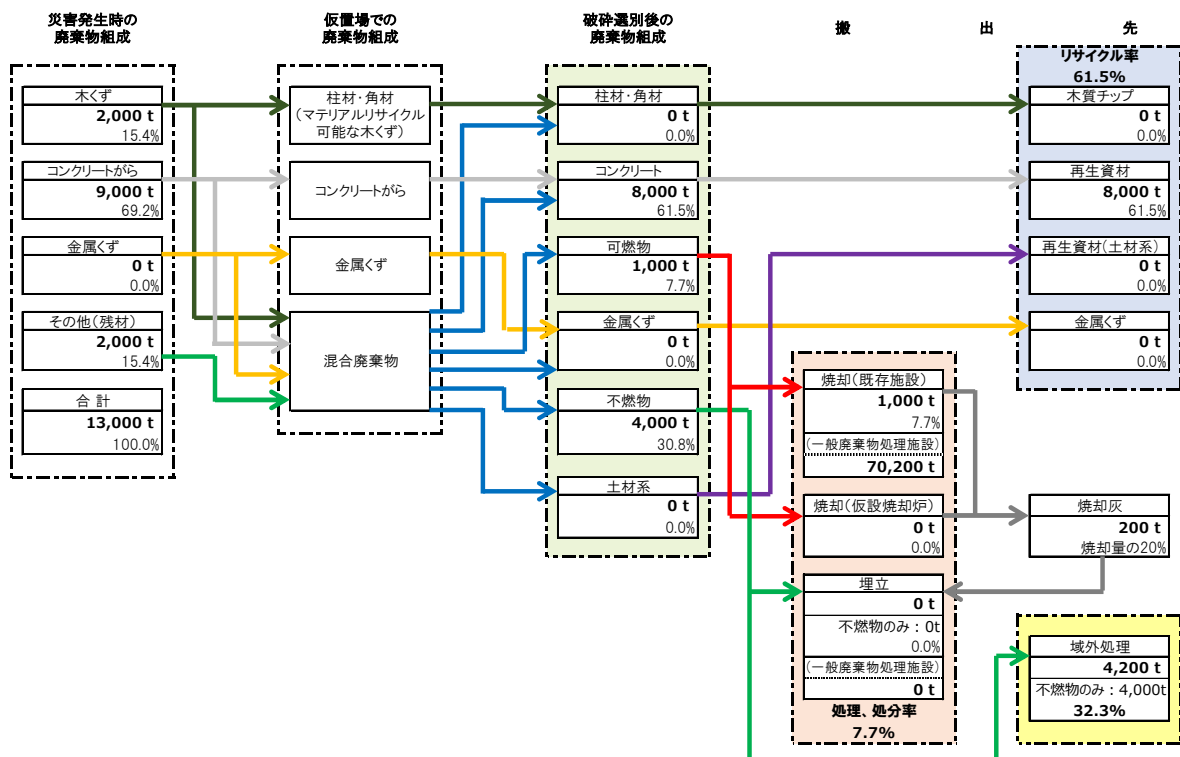 災害発生時の
廃棄物組成
木くず
2,000 t
15.4%
コンクリートがら
9,000 t
69.2%
金属くず
0 t
0.0%
その他(残材)
2,000 t
15.4%
合計
13,000 t
100.0%
仮置場での
廃棄物組成
柱材・角材
(マテリアルリサイクル
可能な木くず)
コンクリートがら
金属くず
混合廃棄物
破砕選別後の
廃棄物組成
柱材・角材
0 t
0.0%
コンクリート
8,000 t
61.5%
可燃物
1,000 t
7.7%
金属くず
0 t
0.0%
不燃物
4,000 t
30.8%
土材系
0 t
0.0%
搬 出 先
リサイクル率
61.5%
木質チップ
0 t
0.0%
再生資材
8,000 t
61.5%
再生資材(土材系)
0 t
0.0%
金属くず
0 t
0.0%
焼却(既存施設)
1,000 t
7.7%
(一般廃棄物処理施設)
70,200 t
焼却(仮設焼却炉)
0 t
0.0%
埋立
0 t
不燃物のみ：0t
0.0%
(一般廃棄物処理施設)
0 t
処理、処分率
7.7%
焼却灰
200 t
焼却量の20%
域外処理
4,200 t
不燃物のみ：4,000t
32.3%